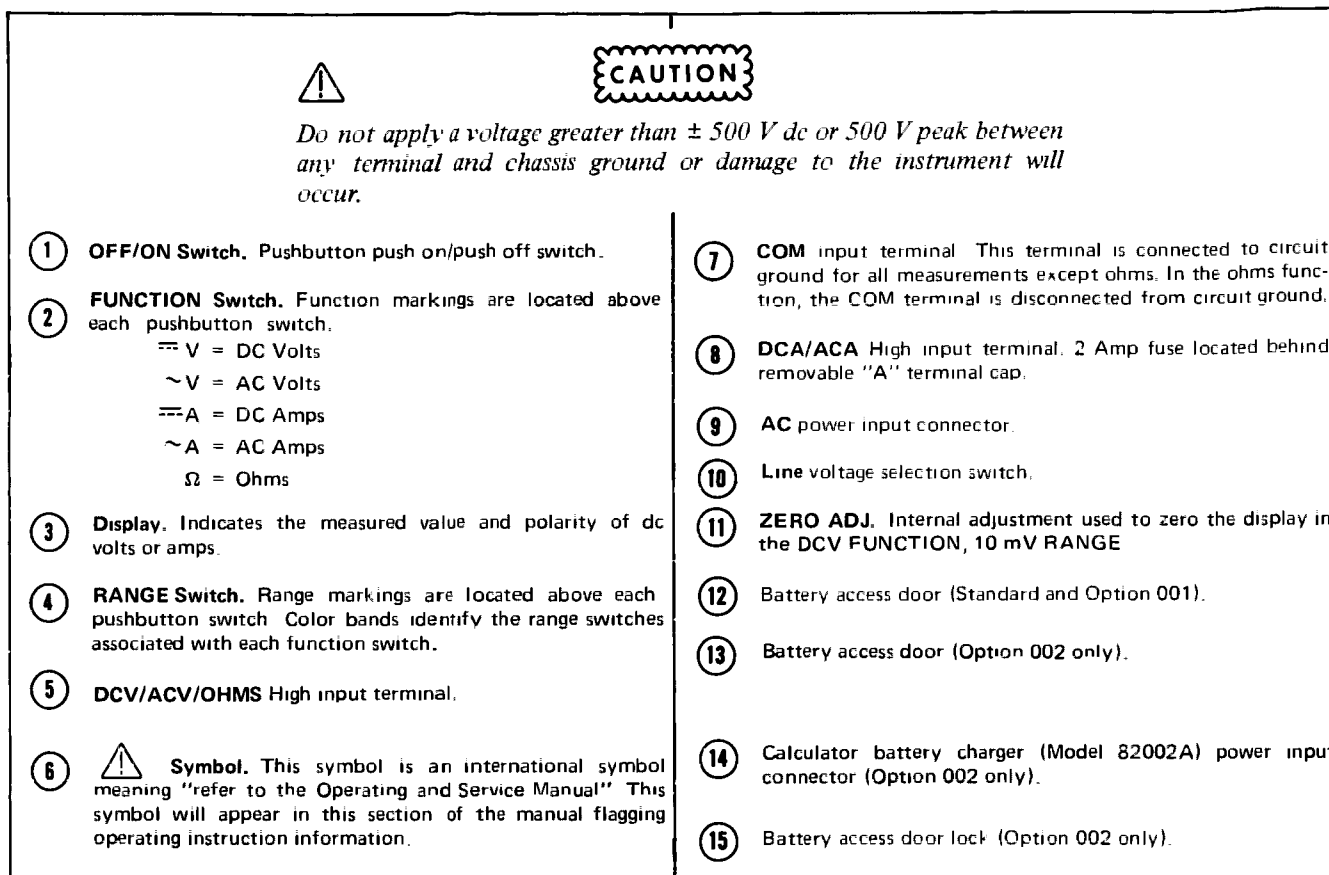 CAUTION
Do not apply a voltage greater than ± 500 V dc or 500 V peak between
any terminal and chassis ground or damage to the instrument will
occur.
1 OFF/ON Switch. Pushbutton push on/push off switch.
2 FUNCTION Switch. Function markings are located above
each pushbutton switch.
⎓ V = DC Volts
~ V = AC Volts
⎓ A = DC Amps
~ A = AC Amps
Ω = Ohms
3 Display. Indicates the measured value and polarity of dc
volts or amps.
4 RANGE Switch. Range markings are located above each
pushbutton switch Color bands identify the range switches
associated with each function switch.
5 DCV/ACV/OHMS High input terminal.
6 ⚠ Symbol. This symbol is an international symbol
meaning "refer to the Operating and Service Manual" This
symbol will appear in this section of the manual flagging
operating instruction information.
7 COM input terminal This terminal is connected to circuit
ground for all measurements except ohms. In the ohms func-
tion, the COM terminal is disconnected from circuit ground.
8 DCA/ACA High input terminal. 2 Amp fuse located behind
removable "A" terminal cap.
9 AC power input connector.
10 Line voltage selection switch.
11 ZERO ADJ. Internal adjustment used to zero the display in
the DCV FUNCTION, 10 mV RANGE
12 Battery access door (Standard and Option 001).
13 Battery access door (Option 002 only).
14 Calculator battery charger (Model 82002A) power input
connector (Option 002 only).
15 Battery access door lock (Option 002 only).